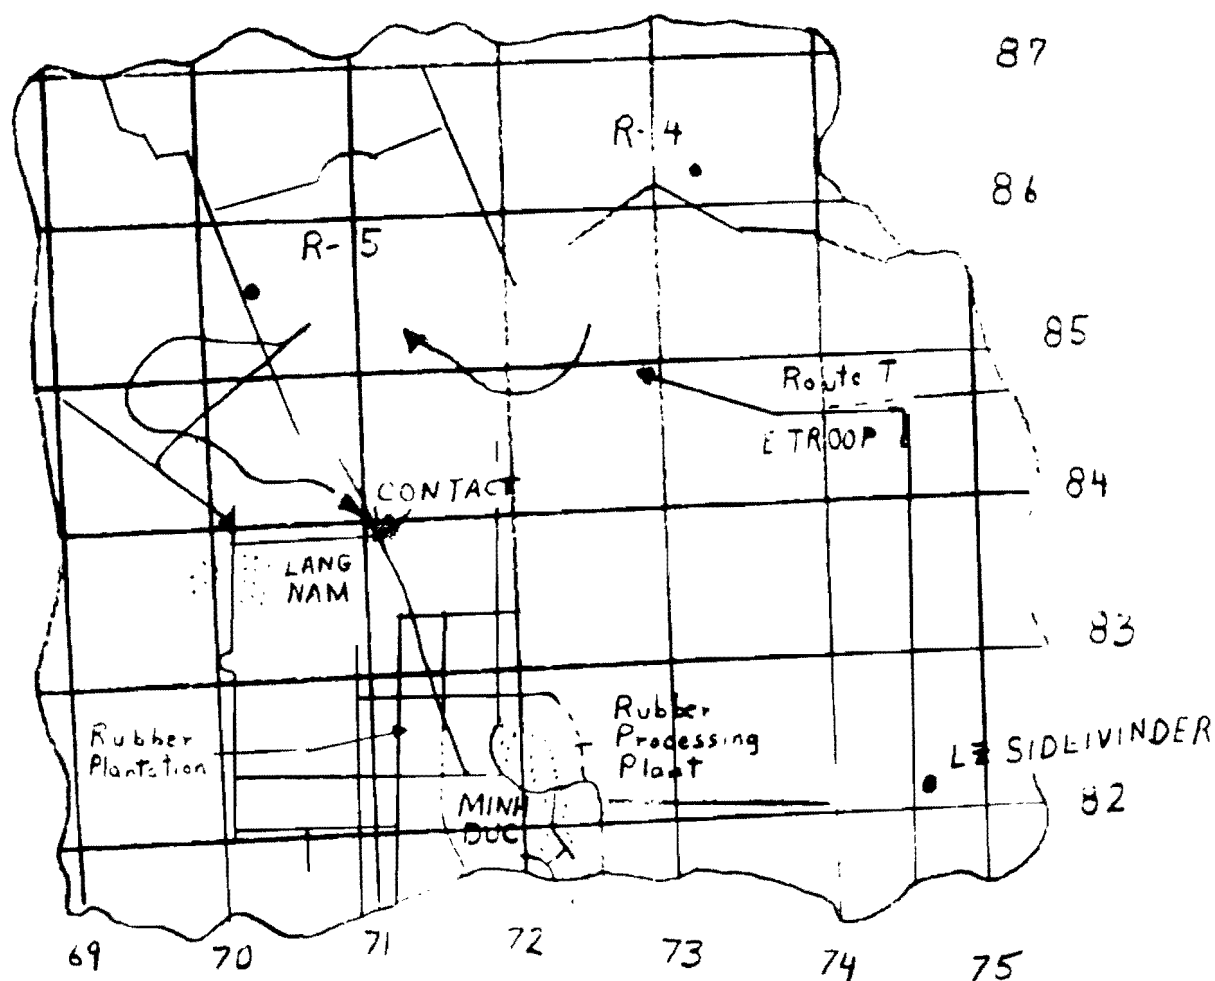 87
R-4
86
R-5
85
Route T
E TROOP
84
CONTACT
LANG
NAM
83
Rubber
Plantation
Rubber
Processing
Plant
LZ SIDEWINDER
82
MINH
DUC
69
70
71
72
73
74
75